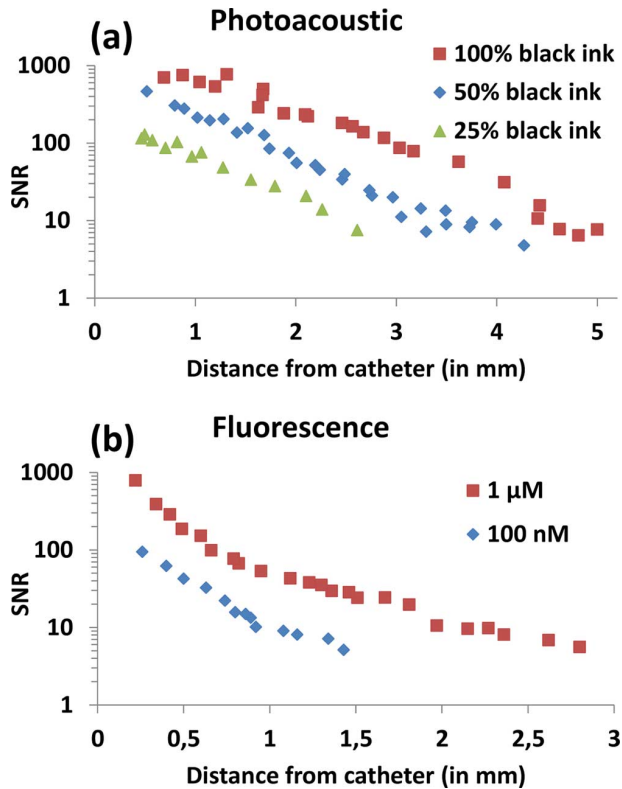 Photoacoustic
(a)
100% black ink
50% black ink
25% black ink
1000
100
10
1
SNR
0 1 2 3 4 5
Distance from catheter (in mm)
Fluorescence
(b)
1 µM
100 nM
1000
100
10
1
SNR
0 0,5 1 1,5 2 2,5 3
Distance from catheter (in mm)